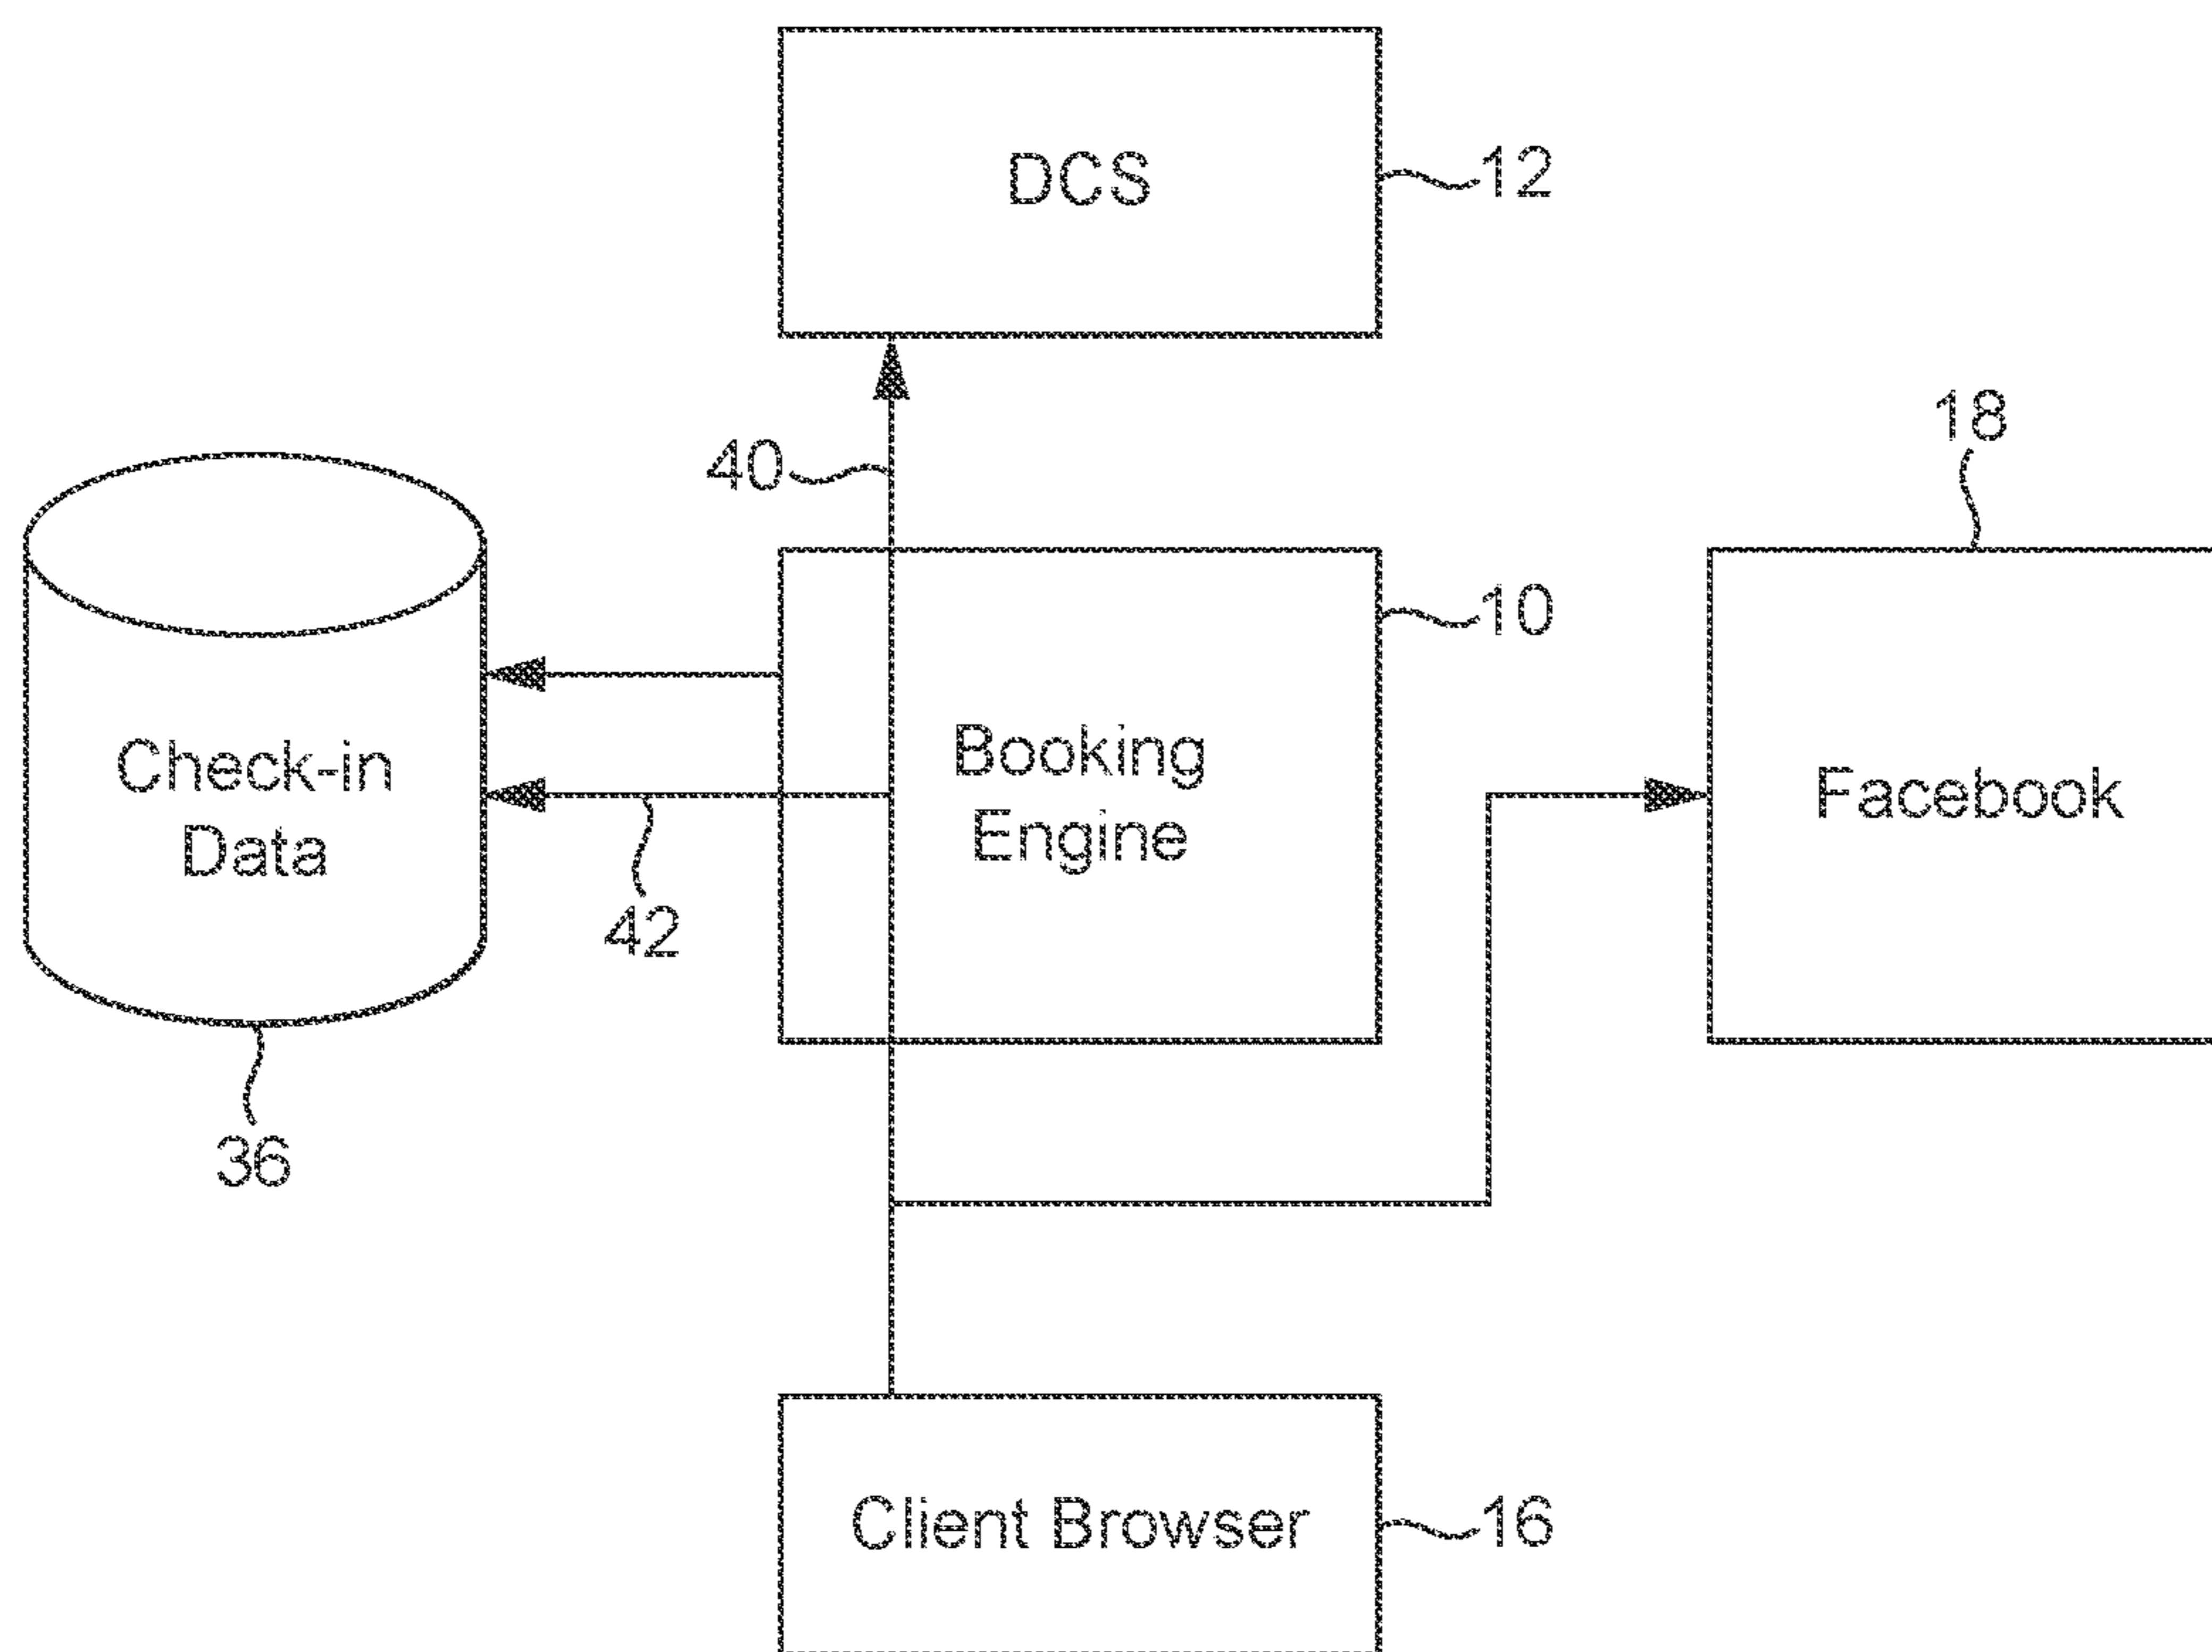 DCS
12
40
18
10
Check-in
Data
Booking
Engine
Facebook
42
36
Client Browser
16